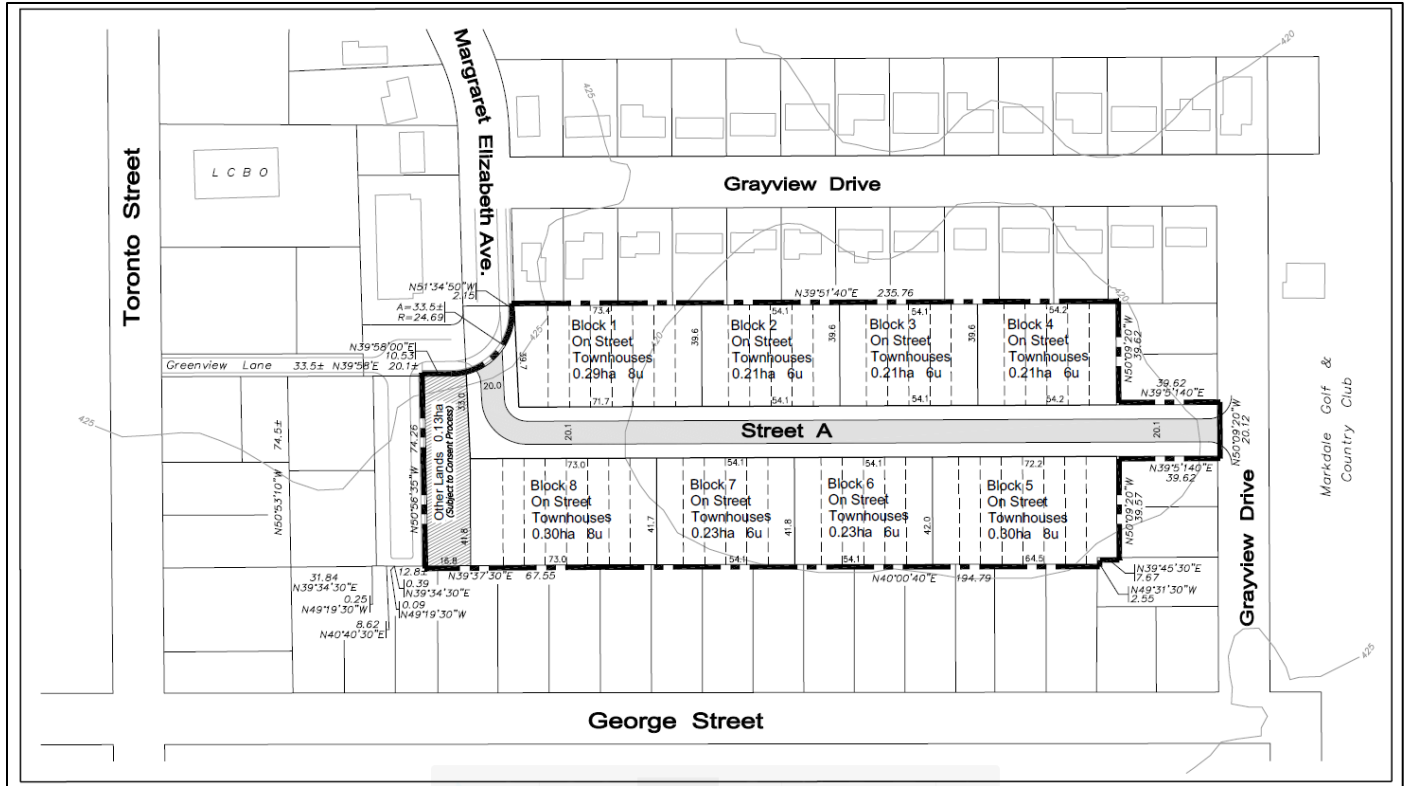 Toronto Street
Margraret Elizabeth Ave.
425
420
L C B O
Grayview Drive
N51°34'50"W
2.15
A=33.5±
R=24.69
N39°58'00"E
10.53
Greenview Lane 33.5± N39°58'E 20.1±
N39°51'40"E 235.76
420
425
420
73.4
54.1
54.1
54.2
Block 1
On Street
Townhouses
0.29ha 8u
Block 2
On Street
Townhouses
0.21ha 6u
Block 3
On Street
Townhouses
0.21ha 6u
Block 4
On Street
Townhouses
0.21ha 6u
39.7
39.6
39.6
39.6
71.7
54.1
54.1
54.2
N50°09'20"W
39.62
39.62
N39°5'140"E
20.0
20.1
Street A
20.1
N50°09'20"W
20.12
Markdale Golf &
Country Club
N39°5'140"E
39.62
N50°09'20"W
39.57
425
74.5±
N50°53'10"W
74.26
N50°56'35"W
33.0
Other Lands 0.13ha
(Subject to Consent Process)
41.8
16.8
73.0
54.1
54.1
72.2
Block 8
On Street
Townhouses
0.30ha 8u
Block 7
On Street
Townhouses
0.23ha 6u
Block 6
On Street
Townhouses
0.23ha 6u
Block 5
On Street
Townhouses
0.30ha 8u
41.7
41.8
42.0
73.0
54.1
54.1
64.5
N39°37'30"E 67.55
N40°00'40"E 194.79
N39°45'30"E
7.67
N49°31'30"W
2.55
12.8±
0.39
N39°34'30"E
0.09
N49°19'30"W
31.84
N39°34'30"E
0.25
N49°19'30"W
8.62
N40°40'30"E
Grayview Drive
425
George Street